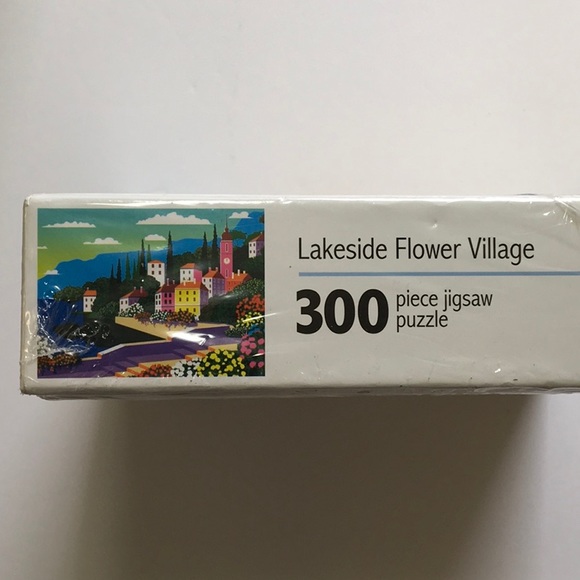 Lakeside Flower Village
300 piece jigsaw
puzzle